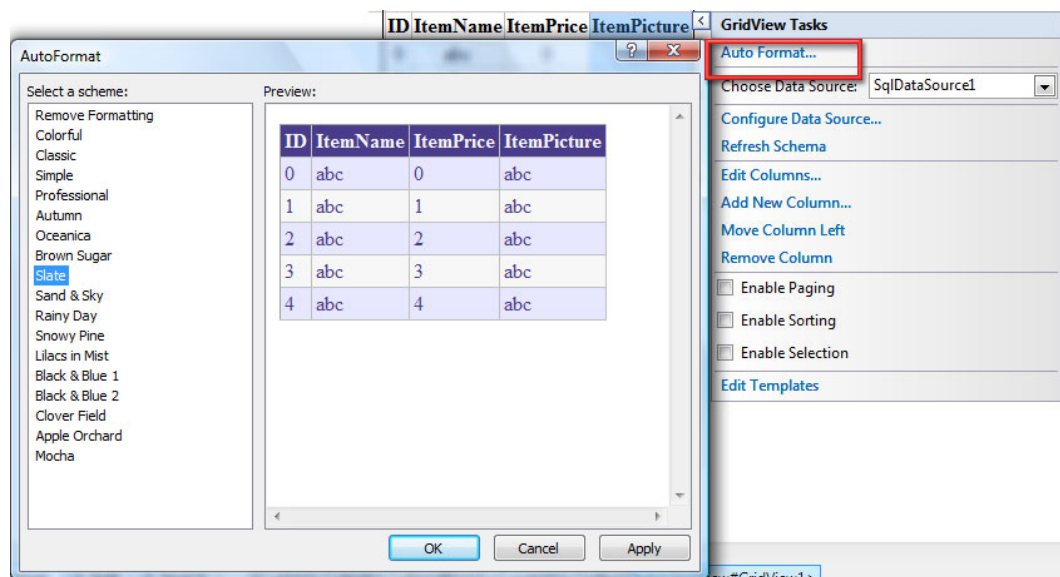 ID ItemName ItemPrice ItemPicture
GridView Tasks
Auto Format...
Choose Data Source: SqlDataSource1
Configure Data Source...
Refresh Schema
Edit Columns...
Add New Column...
Move Column Left
Remove Column
Enable Paging
Enable Sorting
Enable Selection
Edit Templates
AutoFormat
Select a scheme:
Remove Formatting
Colorful
Classic
Simple
Professional
Autumn
Oceanica
Brown Sugar
Slate
Sand & Sky
Rainy Day
Snowy Pine
Lilacs in Mist
Black & Blue 1
Black & Blue 2
Clover Field
Apple Orchard
Mocha
Preview:
ID ItemName ItemPrice ItemPicture
0 abc 0 abc
1 abc 1 abc
2 abc 2 abc
3 abc 3 abc
4 abc 4 abc
OK Cancel Apply